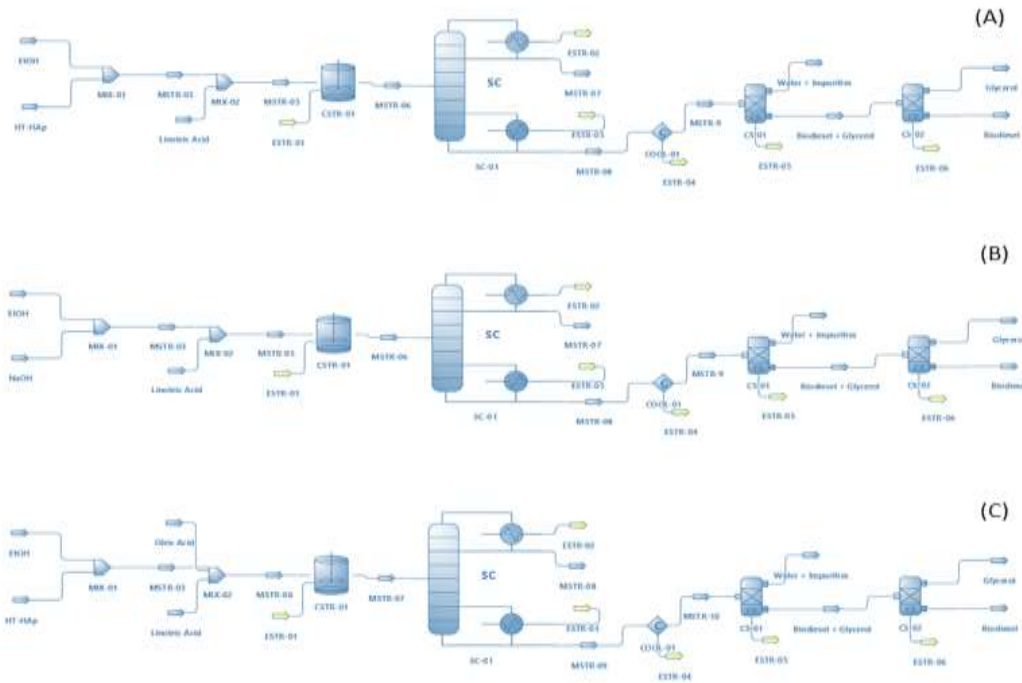 (A)
EtOH
MIX-01
MSTR-03
MIX-02
MSTR-05
CSTR-01
MSTR-06
HT-HAp
Linoleic Acid
ESTR-01
SC
ESTR-02
MSTR-07
ESTR-03
SC-01
MSTR-08
COOL-01
ESTR-04
MSTR-9
Water + Impurities
CS-01
Biodiesel + Glycerol
ESTR-05
CS-02
ESTR-06
Glycerol
Biodiesel
(B)
EtOH
MIX-01
MSTR-03
MIX-02
MSTR-05
CSTR-01
MSTR-06
NaOH
Linoleic Acid
ESTR-01
SC
ESTR-02
MSTR-07
ESTR-03
SC-01
MSTR-08
COOL-01
ESTR-04
MSTR-9
Water + Impurities
CS-01
Biodiesel + Glycerol
ESTR-05
CS-02
ESTR-06
Glycerol
Biodiesel
(C)
EtOH
Oleic Acid
MIX-01
MSTR-03
MIX-02
MSTR-06
CSTR-01
MSTR-07
HT-HAp
Linoleic Acid
ESTR-01
SC
ESTR-02
MSTR-08
SC-01
MSTR-09
COOL-01
ESTR-04
MSTR-10
Water + Impurities
CS-01
Biodiesel + Glycerol
ESTR-05
CS-02
ESTR-06
Glycerol
Biodiesel